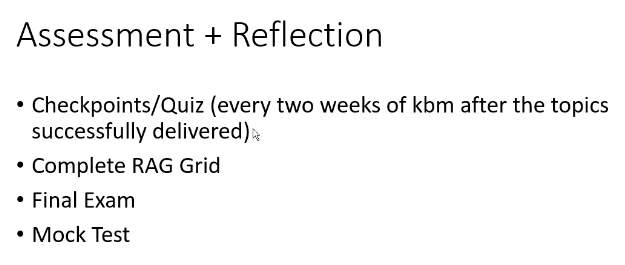 Assessment + Reflection
• Checkpoints/Quiz (every two weeks of kbm after the topics
successfully delivered)
• Complete RAG Grid
• Final Exam
• Mock Test